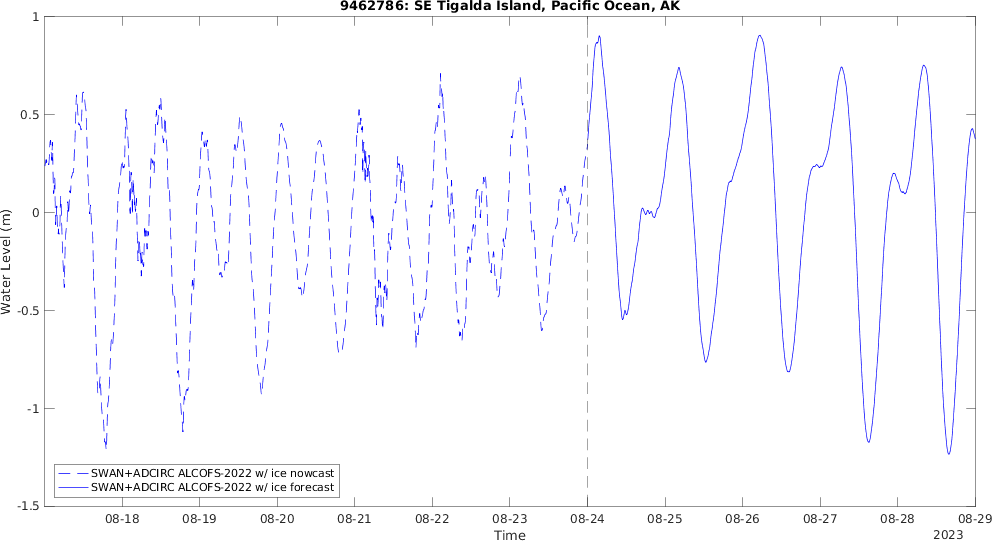 9462786: SE Tigalda Island, Pacific Ocean, AK
1
0.5
0
-0.5
-1
-1.5
Water Level (m)
SWAN+ADCIRC ALCOFS-2022 w/ ice nowcast
SWAN+ADCIRC ALCOFS-2022 w/ ice forecast
08-18 08-19 08-20 08-21 08-22 08-23 08-24 08-25 08-26 08-27 08-28 08-29
Time
2023